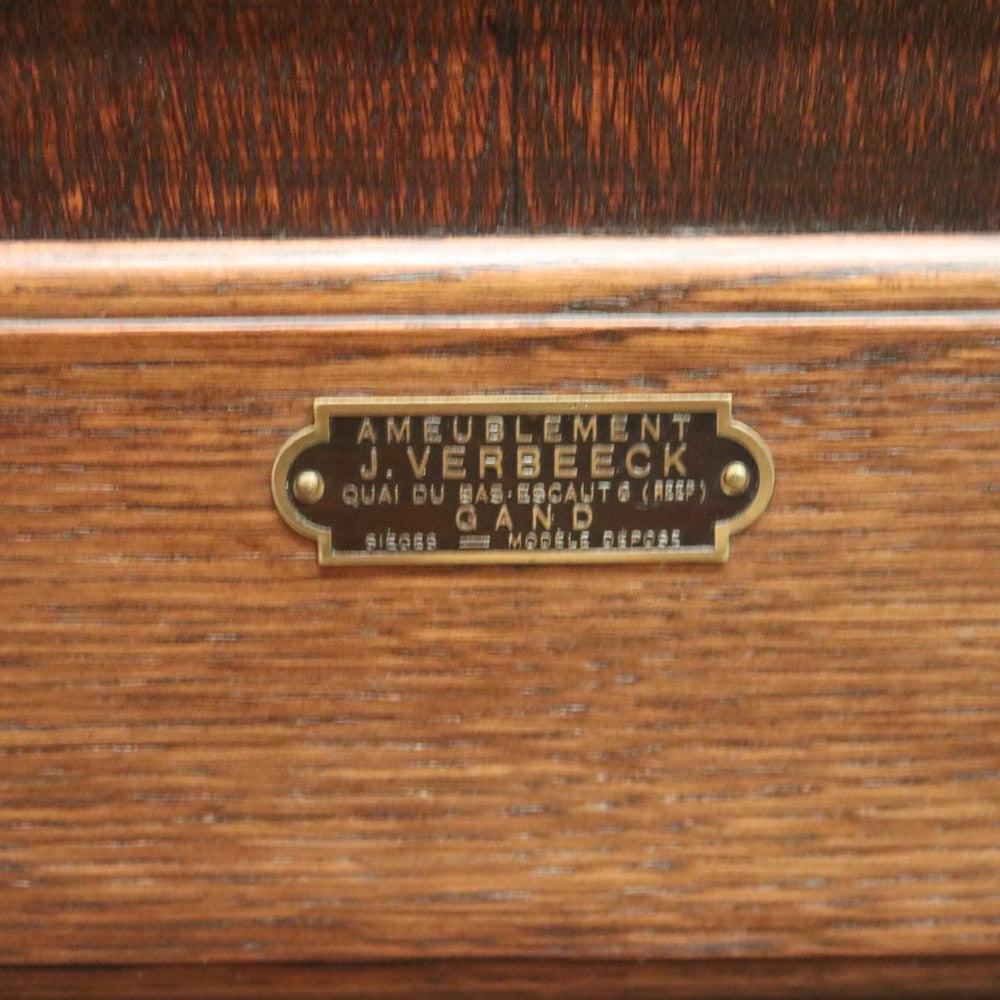 AMEUBLEMENT
J. VERBEECK
QUAI DU BAS-ESCAUT 6 (REEP)
GAND
SIÈGES — MODÈLE DÉPOSÉ